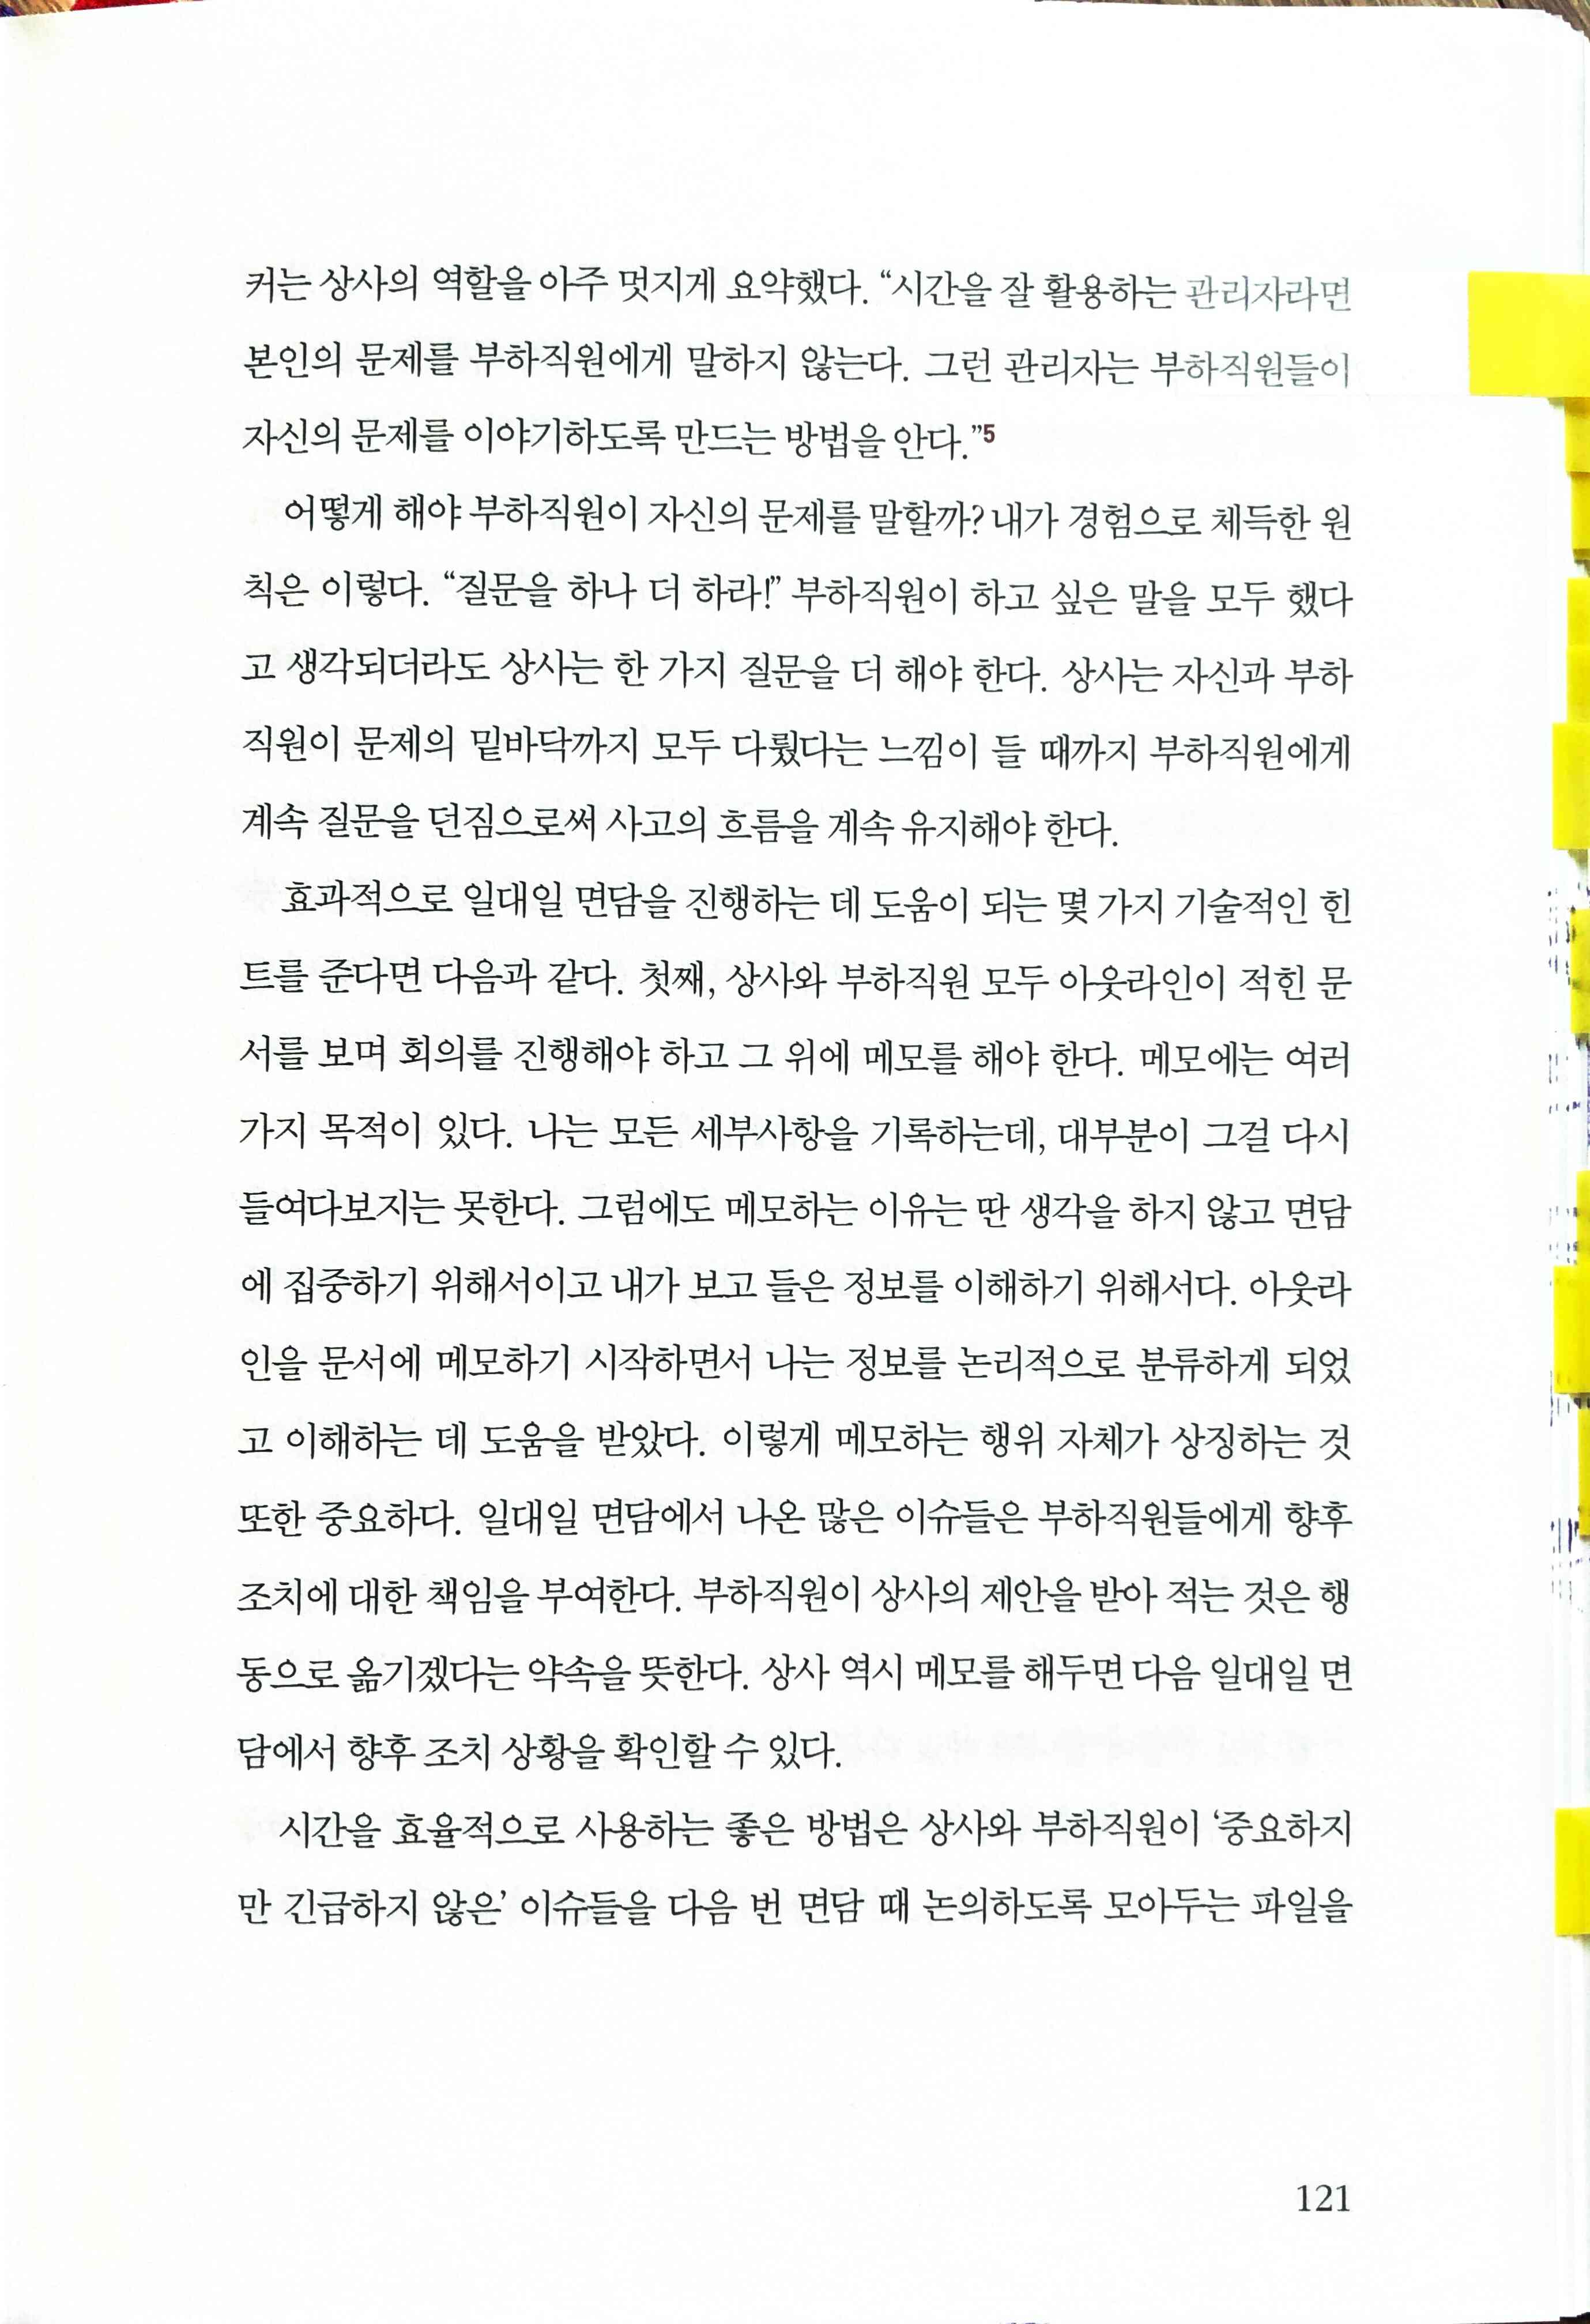 커는 상사의 역할을 아주 멋지게 요약했다. “시간을 잘 활용하는 관리자라면
본인의 문제를 부하직원에게 말하지 않는다. 그런 관리자는 부하직원들이
자신의 문제를 이야기하도록 만드는 방법을 안다.”5
어떻게 해야 부하직원이 자신의 문제를 말할까? 내가 경험으로 체득한 원
칙은 이렇다. “질문을 하나 더 하라!” 부하직원이 하고 싶은 말을 모두 했다
고 생각되더라도 상사는 한 가지 질문을 더 해야 한다. 상사는 자신과 부하
직원이 문제의 밑바닥까지 모두 다뤘다는 느낌이 들 때까지 부하직원에게
계속 질문을 던짐으로써 사고의 흐름을 계속 유지해야 한다.
효과적으로 일대일 면담을 진행하는 데 도움이 되는 몇 가지 기술적인 힌
트를 준다면 다음과 같다. 첫째, 상사와 부하직원 모두 아웃라인이 적힌 문
서를 보며 회의를 진행해야 하고 그 위에 메모를 해야 한다. 메모에는 여러
가지 목적이 있다. 나는 모든 세부사항을 기록하는데, 대부분이 그걸 다시
들여다보지는 못한다. 그럼에도 메모하는 이유는 딴 생각을 하지 않고 면담
에 집중하기 위해서이고 내가 보고 들은 정보를 이해하기 위해서다. 아웃라
인을 문서에 메모하기 시작하면서 나는 정보를 논리적으로 분류하게 되었
고 이해하는 데 도움을 받았다. 이렇게 메모하는 행위 자체가 상징하는 것
또한 중요하다. 일대일 면담에서 나온 많은 이슈들은 부하직원들에게 향후
조치에 대한 책임을 부여한다. 부하직원이 상사의 제안을 받아 적는 것은 행
동으로 옮기겠다는 약속을 뜻한다. 상사 역시 메모를 해두면 다음 일대일 면
담에서 향후 조치 상황을 확인할 수 있다.
시간을 효율적으로 사용하는 좋은 방법은 상사와 부하직원이 ‘중요하지
만 긴급하지 않은’ 이슈들을 다음 번 면담 때 논의하도록 모아두는 파일을
121